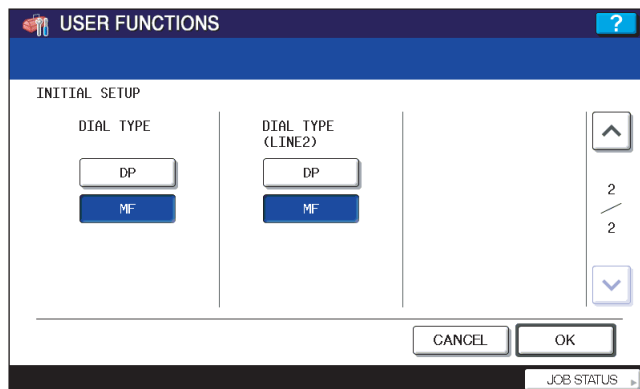 USER FUNCTIONS
?
INITIAL SETUP
DIAL TYPE
DP
MF
DIAL TYPE
(LINE2)
DP
MF
2
2
CANCEL
OK
JOB STATUS